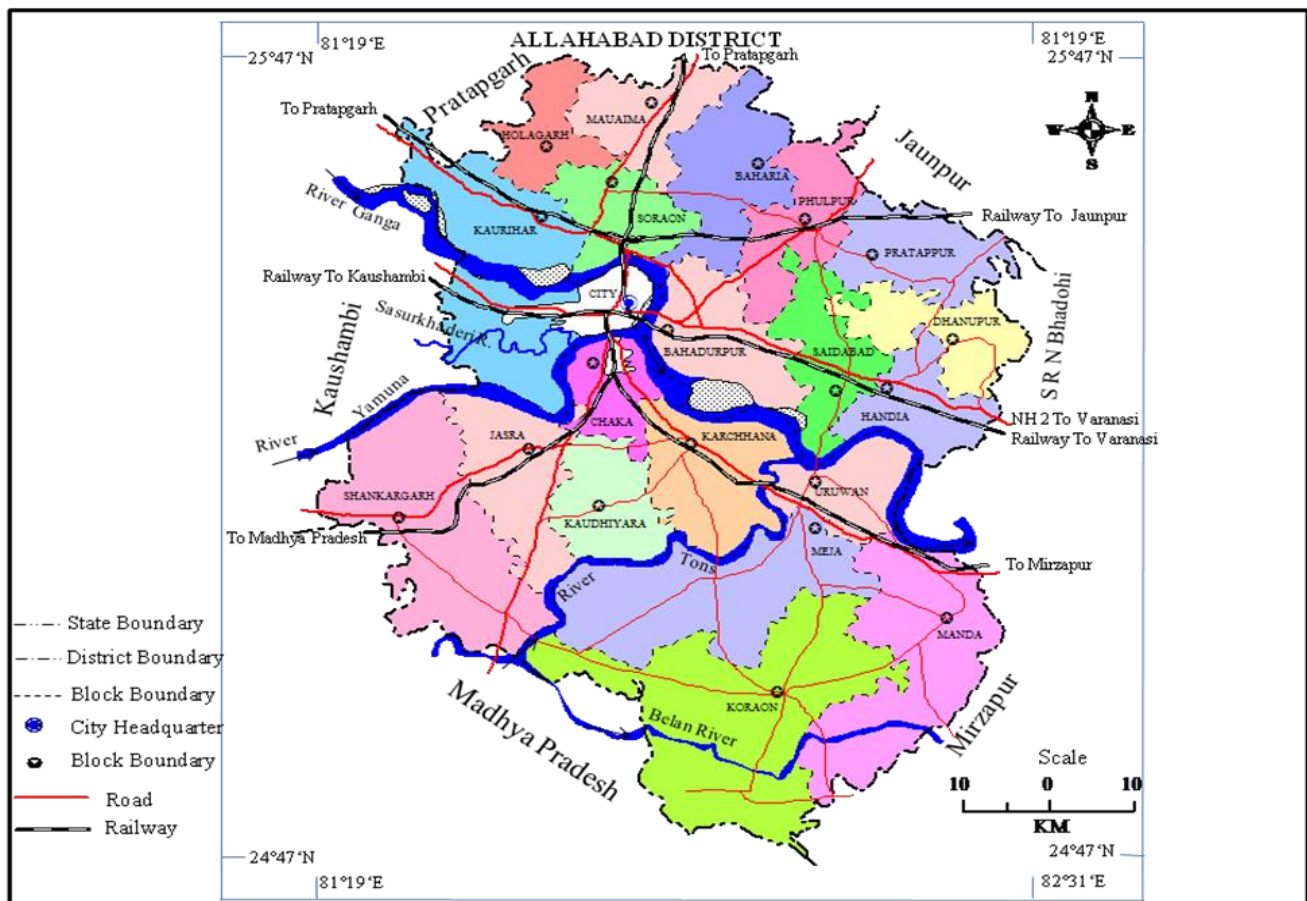 81°19‘E
81°19‘E
25°47‘N
ALLAHABAD DISTRICT
25°47‘N
To Pratapgarh
To Pratapgarh
Pratapgarh
MAUAIMA
N
W
E
S
HOLAGARH
BAHARIA
Jaunpur
River Ganga
KAURIHAR
SORAON
PHULPUR
Railway To Jaunpur
PRATAPPUR
Railway To Kaushambi
CITY
Sasurkhaderi R.
BAHADURPUR
SAIDABAD
DHANUPUR
S R N Bhadohi
Kaushambi
Yamuna
River
CHAKA
HANDIA
NH 2 To Varanasi
Railway To Varanasi
JASRA
KARCHHANA
SHANKARGARH
URUWAN
KAUDHIYARA
To Madhya Pradesh
MEJA
River
Tons
To Mirzapur
MANDA
State Boundary
District Boundary
Block Boundary
City Headquarter
Block Boundary
Road
Railway
Madhya Pradesh
KORAON
Belan River
Mirzapur
Scale
10 0 10
KM
24°47‘N
24°47‘N
81°19‘E
82°31‘E